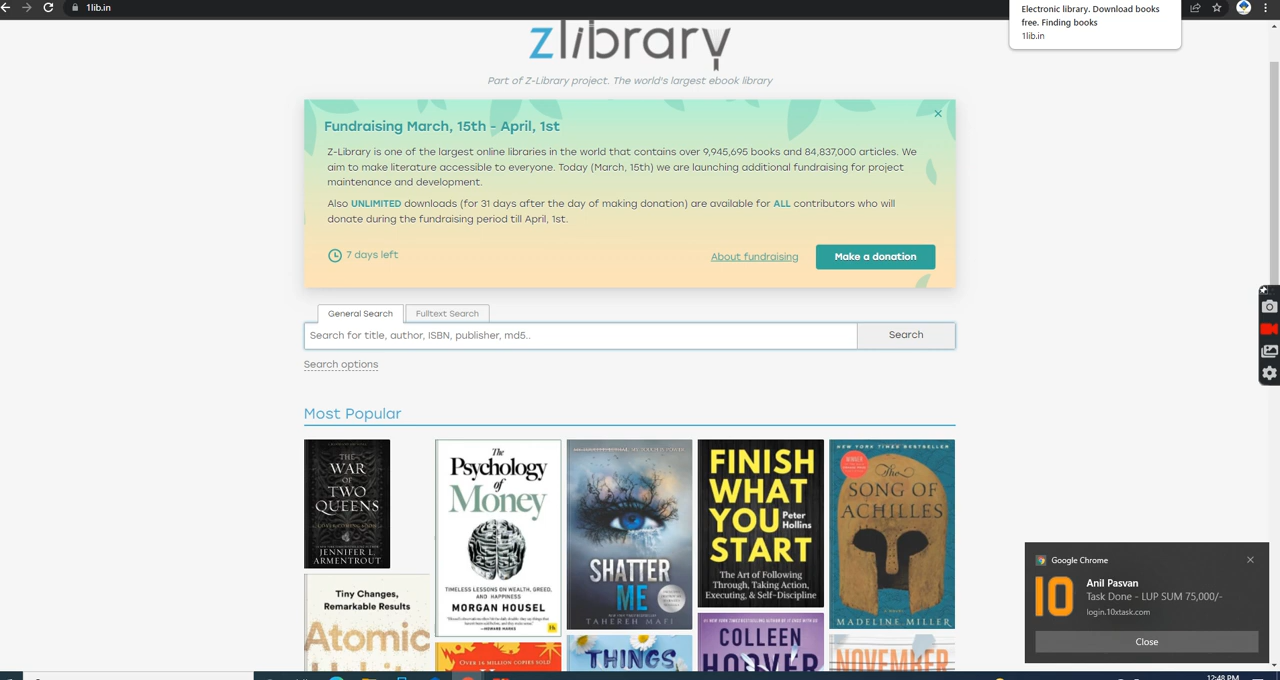 1lib.in
Electronic library. Download books
free. Finding books
1lib.in
zlibrary
Part of Z-Library project. The world's largest ebook library
Fundraising March, 15th - April, 1st
Z-Library is one of the largest online libraries in the world that contains over 9,945,695 books and 84,837,000 articles. We
aim to make literature accessible to everyone. Today (March, 15th) we are launching additional fundraising for project
maintenance and development.
Also UNLIMITED downloads (for 31 days after the day of making donation) are available for ALL contributors who will
donate during the fundraising period till April, 1st.
7 days left
About fundraising
Make a donation
General Search
Fulltext Search
Search for title, author, ISBN, publisher, md5..
Search
Search options
Most Popular
THE
WAR
OF
TWO
QUEENS
JENNIFER L.
ARMENTROUT
The
Psychology
of
Money
TIMELESS LESSONS ON WEALTH, GREED,
AND HAPPINESS
MORGAN HOUSEL
SHATTER
ME
TAHEREH MAFI
FINISH
WHAT
YOU
Peter
Hollins
START
The Art of Following
Through, Taking Action,
Executing, & Self-Discipline
NEW YORK TIMES BESTSELLER
The
SONG OF
ACHILLES
A NOVEL
MADELINE MILLER
Tiny Changes,
Remarkable Results
Atomic
THINGS
COLLEEN
HOOVER
NOVEMBER
Google Chrome
10
Anil Pasvan
Task Done - LUP SUM 75,000/-
login.10xtask.com
Close
12:48 PM